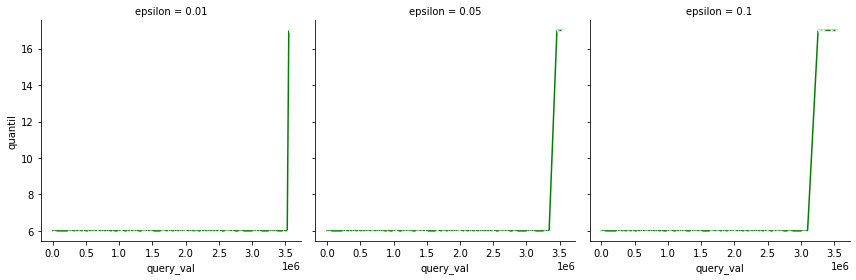 epsilon = 0.01
epsilon = 0.05
epsilon = 0.1
quantil
16
14
12
10
8
6
0.0 0.5 1.0 1.5 2.0 2.5 3.0 3.5
1e6
query_val
0.0 0.5 1.0 1.5 2.0 2.5 3.0 3.5
1e6
query_val
0.0 0.5 1.0 1.5 2.0 2.5 3.0 3.5
1e6
query_val